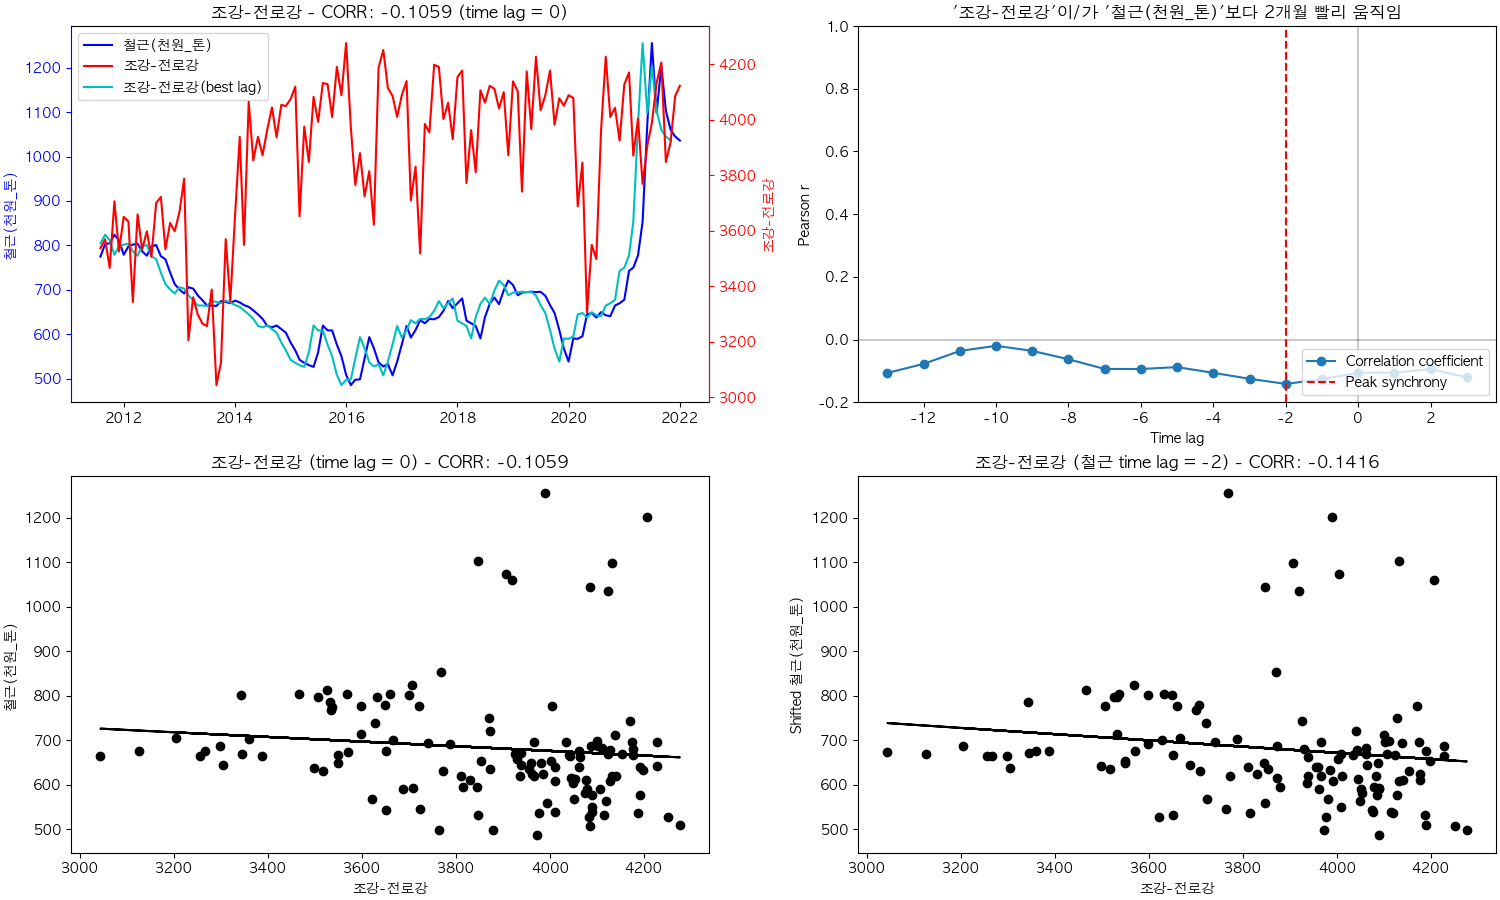 조강-전로강 - CORR: -0.1059 (time lag = 0)
철근(천원_톤)
조강-전로강
조강-전로강(best lag)
1200
1100
1000
900
800
700
600
500
철근(천원_톤)
4200
4000
3800
3600
3400
3200
3000
조강-전로강
2012 2014 2016 2018 2020 2022
'조강-전로강'이/가 '철근(천원_톤)'보다 2개월 빨리 움직임
1.0
0.8
0.6
0.4
0.2
0.0
-0.2
Pearson r
Correlation coefficient
Peak synchrony
-12 -10 -8 -6 -4 -2 0 2
Time lag
조강-전로강 (time lag = 0) - CORR: -0.1059
1200
1100
1000
900
800
700
600
500
철근(천원_톤)
3000 3200 3400 3600 3800 4000 4200
조강-전로강
조강-전로강 (철근 time lag = -2) - CORR: -0.1416
1200
1100
1000
900
800
700
600
500
Shifted 철근(천원_톤)
3000 3200 3400 3600 3800 4000 4200
조강-전로강